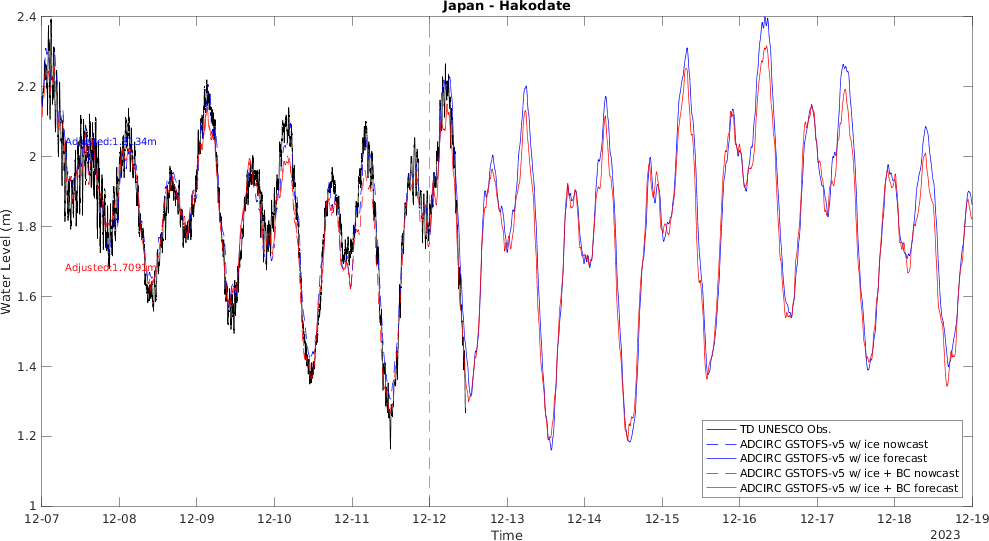 Japan - Hakodate
Water Level (m)
2.4
2.2
2
1.8
1.6
1.4
1.2
1
Adjusted:1.7091m
TD UNESCO Obs.
ADCIRC GSTOFS-v5 w/ ice nowcast
ADCIRC GSTOFS-v5 w/ ice forecast
ADCIRC GSTOFS-v5 w/ ice + BC nowcast
ADCIRC GSTOFS-v5 w/ ice + BC forecast
12-07 12-08 12-09 12-10 12-11 12-12 12-13 12-14 12-15 12-16 12-17 12-18 12-19
Time
2023